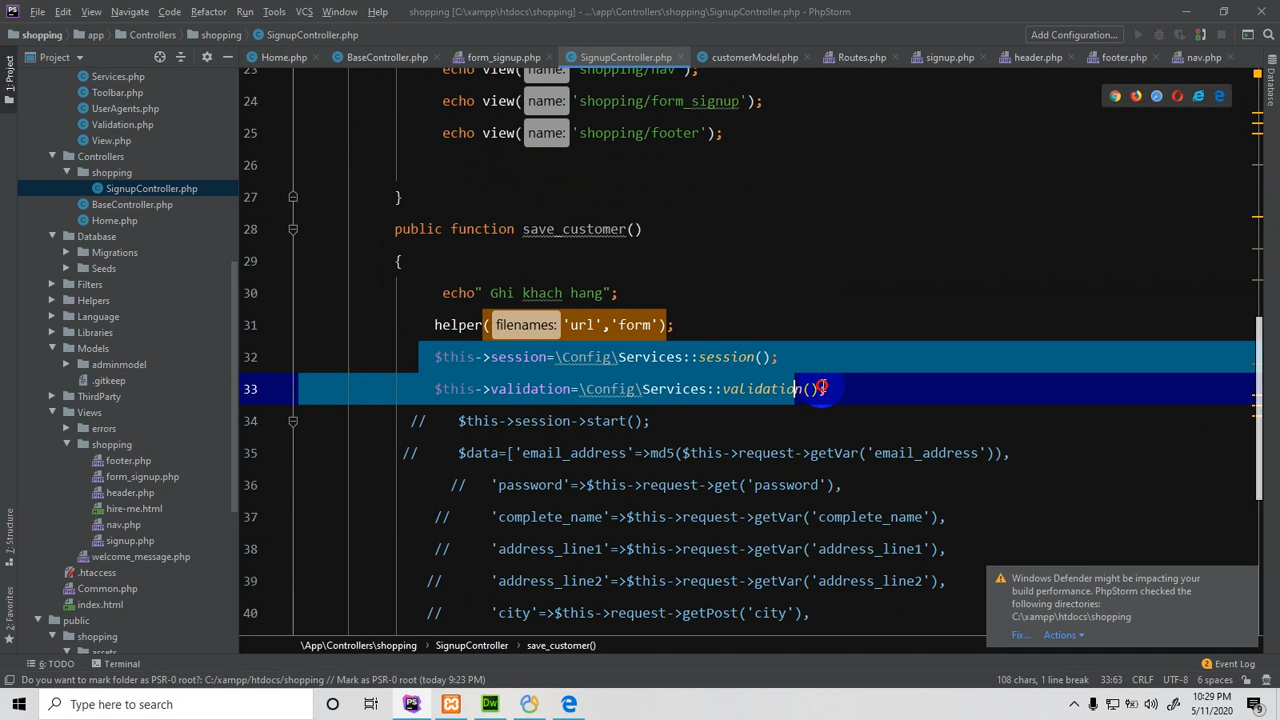 File Edit View Navigate Code Refactor Run Tools VCS Window Help shopping [C:\xampp\htdocs\shopping] - ...\app\Controllers\shopping\SignupController.php - PhpStorm
shopping app Controllers shopping SignupController.php Add Configuration...
Project Home.php BaseController.php form_signup.php SignupController.php customerModel.php Routes.php signup.php header.php footer.php nav.php
1: Project
7: Structure
2: Favorites
Database
Services.php
Toolbar.php
UserAgents.php
Validation.php
View.php
Controllers
shopping
SignupController.php
BaseController.php
Home.php
Database
Migrations
Seeds
Filters
Helpers
Language
Libraries
Models
adminmodel
.gitkeep
ThirdParty
Views
errors
shopping
footer.php
form_signup.php
header.php
hire-me.html
nav.php
signup.php
welcome_message.php
.htaccess
Common.php
index.html
public
shopping
assets
23 echo view( name: 'shopping/nav');
24 echo view( name: 'shopping/form_signup');
25 echo view( name: 'shopping/footer');
26
27 }
28 public function save_customer()
29 {
30 echo" Ghi khach hang";
31 helper( filenames: 'url','form');
32 $this->session=\Config\Services::session();
33 $this->validation=\Config\Services::validation();
34 // $this->session->start();
35 // $data=['email_address'=>md5($this->request->getVar('email_address')),
36 // 'password'=>$this->request->get('password'),
37 // 'complete_name'=>$this->request->getVar('complete_name'),
38 // 'address_line1'=>$this->request->getVar('address_line1'),
39 // 'address_line2'=>$this->request->getVar('address_line2'),
40 // 'city'=>$this->request->getPost('city'),
Windows Defender might be impacting your
build performance. PhpStorm checked the
following directories:
C:\xampp\htdocs\shopping
Fix... Actions
\App\Controllers\shopping SignupController save_customer()
6: TODO Terminal 2 Event Log
Do you want to mark folder as PSR-0 root?: C:/xampp/htdocs/shopping // Mark as PSR-0 root (today 9:23 PM) 108 chars, 1 line break 33:63 CRLF UTF-8 6 spaces
Type here to search
Dw
10:29 PM
5/11/2020
9